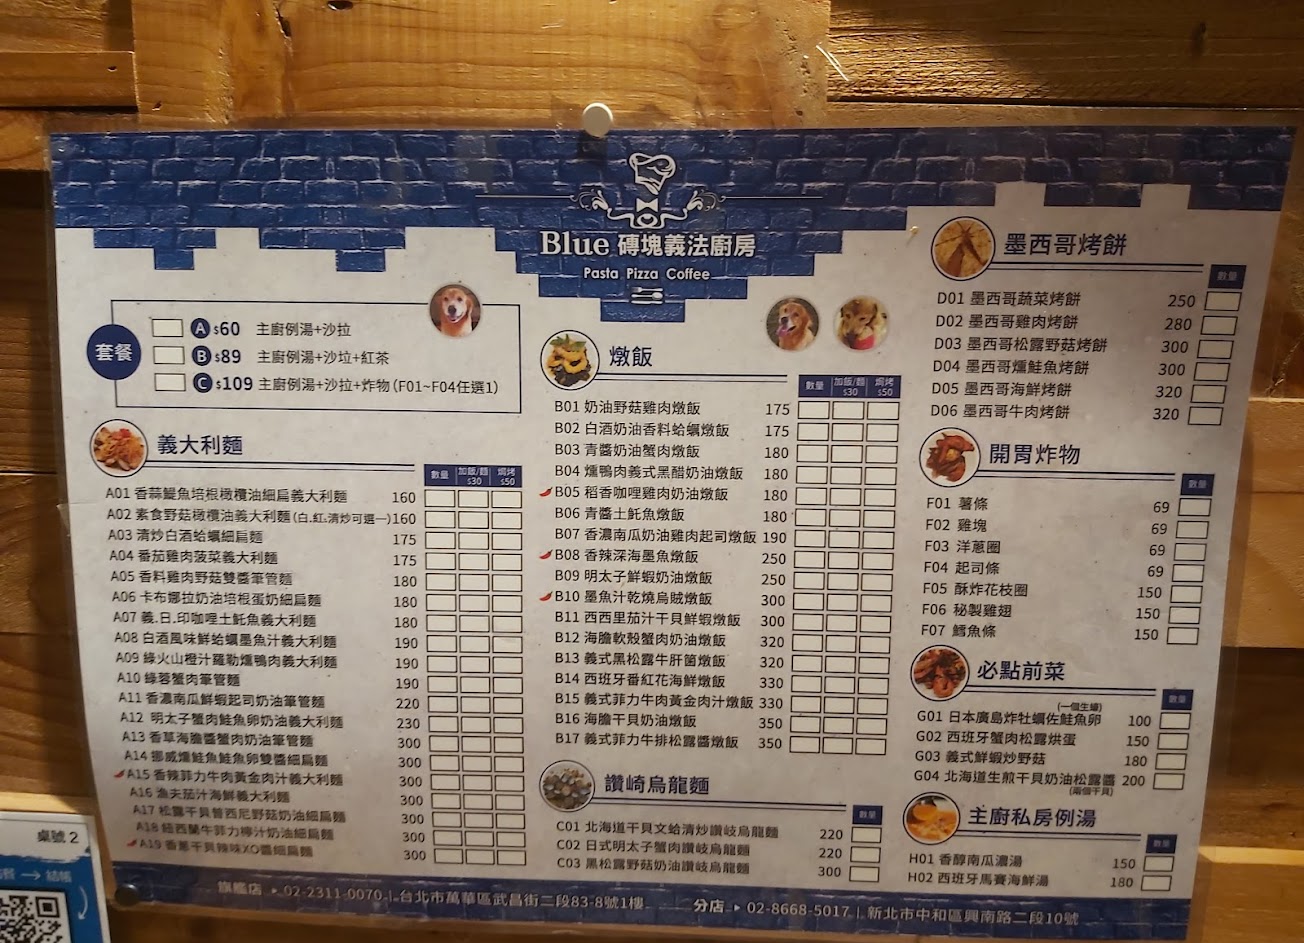 Blue 磚塊義法廚房
Pasta Pizza Coffee
套餐
A $60 主廚例湯+沙拉
B $89 主廚例湯+沙垃+紅茶
C $109 主廚例湯+沙拉+炸物(F01~F04任選1)
義大利麵
數量 加飯/麵 $30 焗烤 $50
A01 香蒜鯷魚培根橄欖油細扁義大利麵 160
A02 素食野菇橄欖油義大利麵(白.紅.清炒可選一) 160
A03 清炒白酒蛤蠣細扁麵 175
A04 番茄雞肉菠菜義大利麵 175
A05 香料雞肉野菇雙醬筆管麵 180
A06 卡布娜拉奶油培根蛋奶細扁麵 180
A07 義.日.印咖哩土魠魚義大利麵 180
A08 白酒風味鮮蛤蠣墨魚汁義大利麵 190
A09 綠火山橙汁羅勒燻鴨肉義大利麵 190
A10 綠蓉蟹肉筆管麵 190
A11 香濃南瓜鮮蝦起司奶油筆管麵 220
A12 明太子蟹肉鮭魚卵奶油義大利麵 230
A13 香草海膽醬蟹肉奶油筆管麵 300
A14 挪威燻鮭魚鮭魚卵雙醬細扁麵 300
A15 香辣菲力牛肉黃金肉汁義大利麵 300
A16 漁夫茄汁海鮮義大利麵 300
A17 松露干貝普西尼野菇奶油細扁麵 300
A18 紐西蘭牛菲力檸汁奶油細扁麵 300
A19 香蔥干貝辣味XO醬細扁麵 300
燉飯
數量 加飯/麵 $30 焗烤 $50
B01 奶油野菇雞肉燉飯 175
B02 白酒奶油香料蛤蠣燉飯 175
B03 青醬奶油蟹肉燉飯 180
B04 燻鴨肉義式黑醋奶油燉飯 180
B05 稻香咖哩雞肉奶油燉飯 180
B06 青醬土魠魚燉飯 180
B07 香濃南瓜奶油雞肉起司燉飯 190
B08 香辣深海墨魚燉飯 250
B09 明太子鮮蝦奶油燉飯 250
B10 墨魚汁乾燒烏賊燉飯 300
B11 西西里茄汁干貝鮮蝦燉飯 300
B12 海膽軟殼蟹肉奶油燉飯 320
B13 義式黑松露牛肝菌燉飯 320
B14 西班牙番紅花海鮮燉飯 330
B15 義式菲力牛肉黃金肉汁燉飯 330
B16 海膽干貝奶油燉飯 350
B17 義式菲力牛排松露醬燉飯 350
讚崎烏龍麵
數量
C01 北海道干貝文蛤清炒讚岐烏龍麵 220
C02 日式明太子蟹肉讚岐烏龍麵 220
C03 黑松露野菇奶油讚岐烏龍麵 300
墨西哥烤餅
數量
D01 墨西哥蔬菜烤餅 250
D02 墨西哥雞肉烤餅 280
D03 墨西哥松露野菇烤餅 300
D04 墨西哥燻鮭魚烤餅 300
D05 墨西哥海鮮烤餅 320
D06 墨西哥牛肉烤餅 320
開胃炸物
數量
F01 薯條 69
F02 雞塊 69
F03 洋蔥圈 69
F04 起司條 69
F05 酥炸花枝圈 150
F06 秘製雞翅 150
F07 鱈魚條 150
必點前菜
數量
(一個生蠔)
G01 日本廣島炸牡蠣佐鮭魚卵 100
G02 西班牙蟹肉松露烘蛋 150
G03 義式鮮蝦炒野菇 180
G04 北海道生煎干貝奶油松露醬 200
(兩個干貝)
主廚私房例湯
數量
H01 香醇南瓜濃湯 150
H02 西班牙馬賽海鮮湯 180
旗艦店 ▸ 02-2311-0070 | 台北市萬華區武昌街二段83-8號1樓
分店 ▸ 02-8668-5017 | 新北市中和區興南路二段10號
桌號 2
→ 結帳